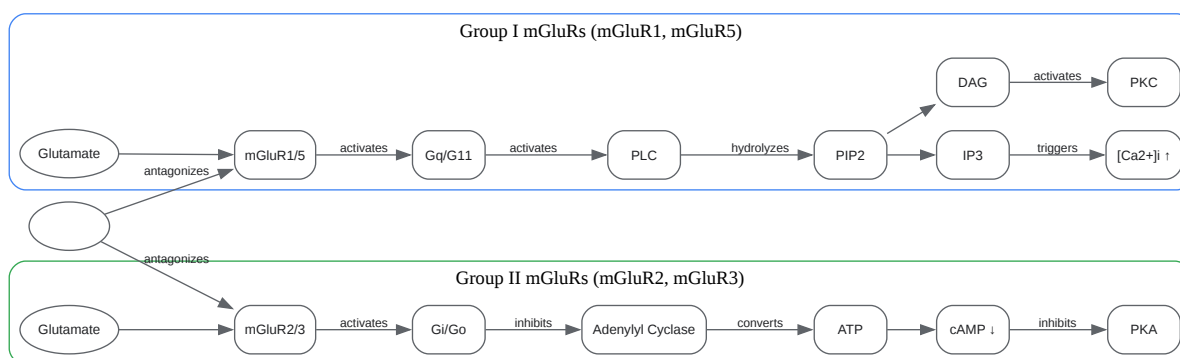 Group I mGluRs (mGluR1, mGluR5)
DAG
activates
PKC
Glutamate
mGluR1/5
activates
Gq/G11
activates
PLC
hydrolyzes
PIP2
IP3
triggers
[Ca2+]i ↑
antagonizes
antagonizes
Group II mGluRs (mGluR2, mGluR3)
Glutamate
mGluR2/3
activates
Gi/Go
inhibits
Adenylyl Cyclase
converts
ATP
cAMP ↓
inhibits
PKA